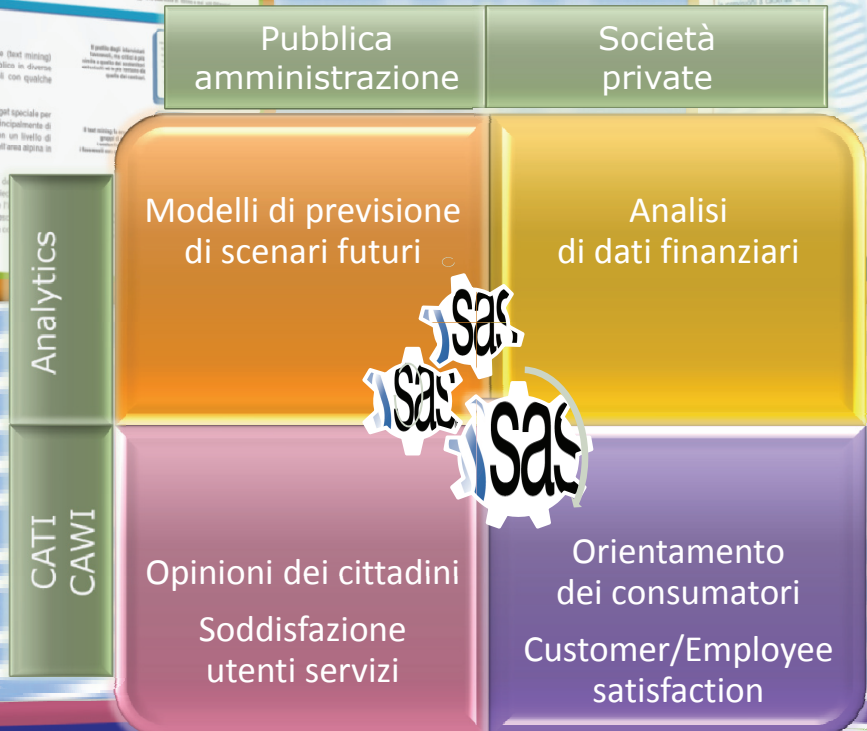 Pubblica
amministrazione
Società
private
Analytics
Modelli di previsione
di scenari futuri
Analisi
di dati finanziari
sas
sas
sas
CATI
CAWI
Opinioni dei cittadini
Soddisfazione
utenti servizi
Orientamento
dei consumatori
Customer/Employee
satisfaction